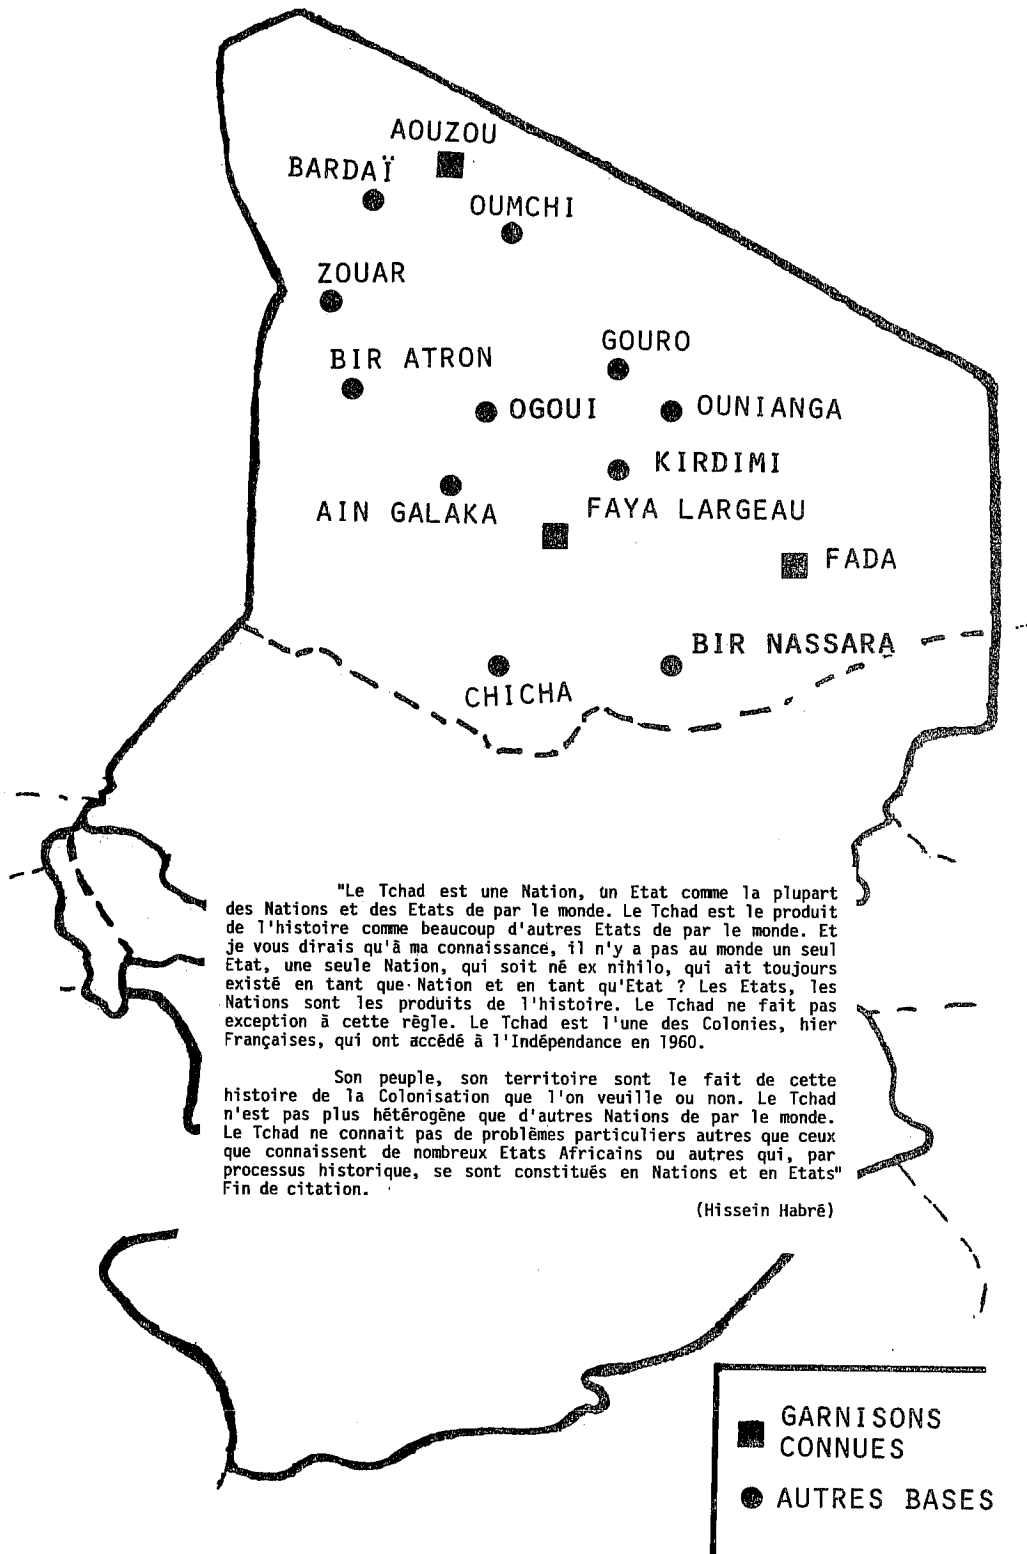 AOUZOU
BARDAÏ
OUMCHI
ZOUAR
GOURO
BIR ATRON
OGOUI
OUNIANGA
KIRDIMI
AIN GALAKA
FAYA LARGEAU
FADA
BIR NASSARA
CHICHA
"Le Tchad est une Nation, un Etat comme la plupart
des Nations et des Etats de par le monde. Le Tchad est le produit
de l'histoire comme beaucoup d'autres Etats de par le monde. Et
je vous dirais qu'à ma connaissance, il n'y a pas au monde un seul
Etat, une seule Nation, qui soit né ex nihilo, qui ait toujours
existé en tant que Nation et en tant qu'Etat ? Les Etats, les
Nations sont les produits de l'histoire. Le Tchad ne fait pas
exception à cette règle. Le Tchad est l'une des Colonies, hier
Françaises, qui ont accédé à l'Indépendance en 1960.
Son peuple, son territoire sont le fait de cette
histoire de la Colonisation que l'on veuille ou non. Le Tchad
n'est pas plus hétérogène que d'autres Nations de par le monde.
Le Tchad ne connait pas de problèmes particuliers autres que ceux
que connaissent de nombreux Etats Africains ou autres qui, par
processus historique, se sont constitués en Nations et en Etats"
Fin de citation.
(Hissein Habré)
GARNISONS
CONNUES
AUTRES BASES